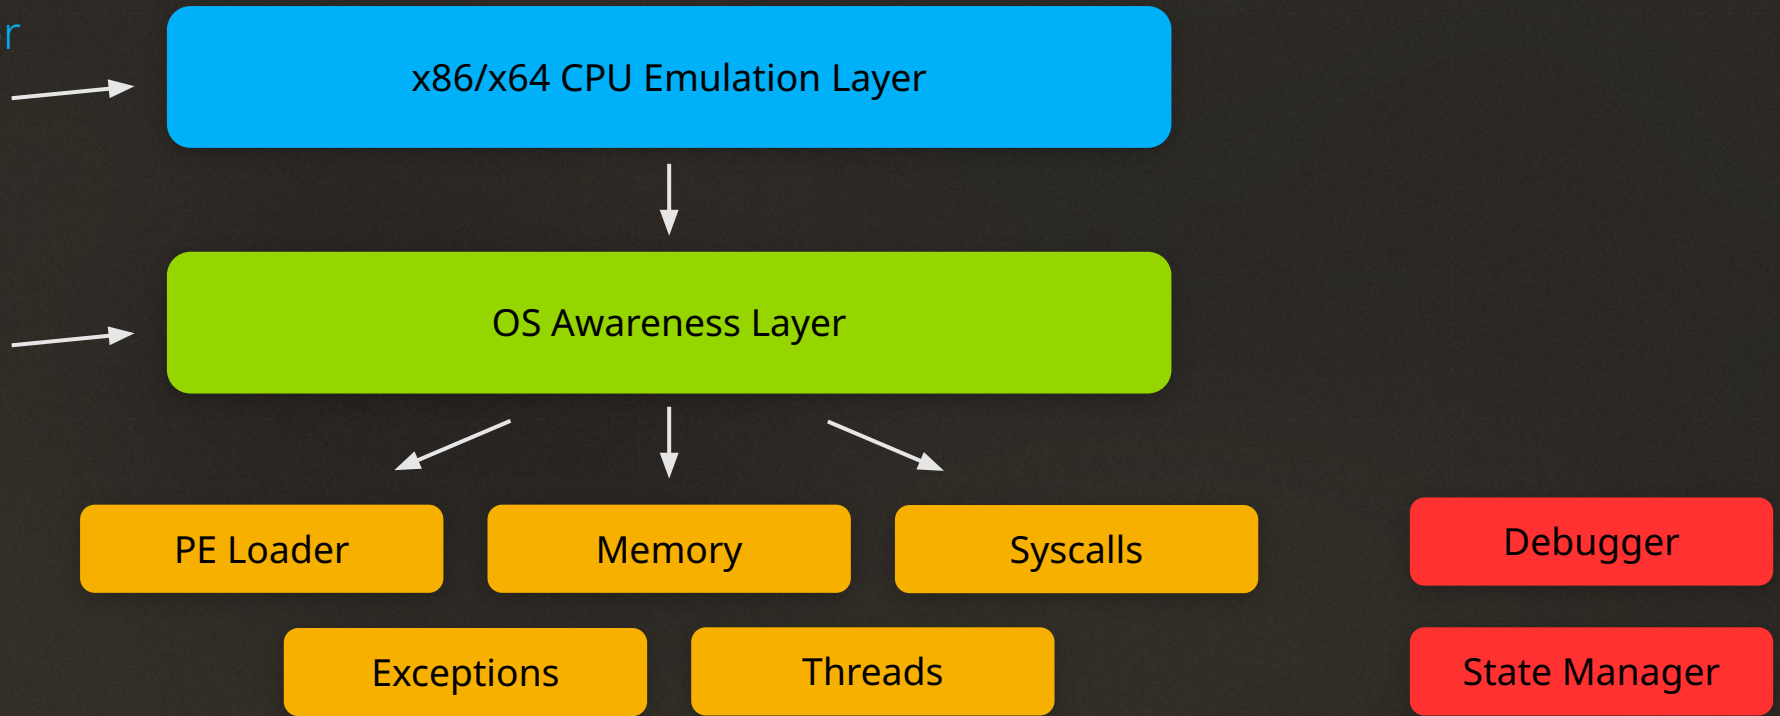 x86/x64 CPU Emulation Layer
OS Awareness Layer
PE Loader
Memory
Syscalls
Debugger
Exceptions
Threads
State Manager